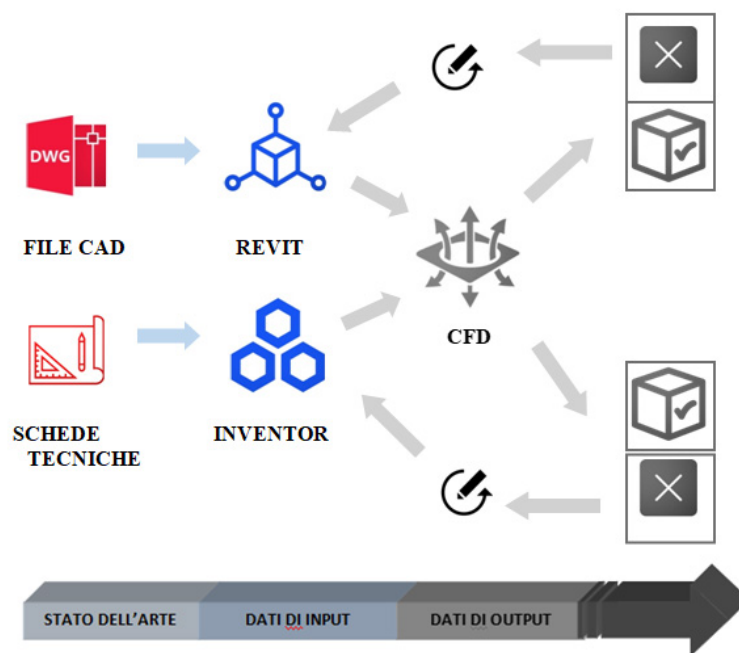 DWG
FILE CAD
REVIT
CFD
SCHEDE
TECNICHE
INVENTOR
STATO DELL'ARTE
DATI DI INPUT
DATI DI OUTPUT